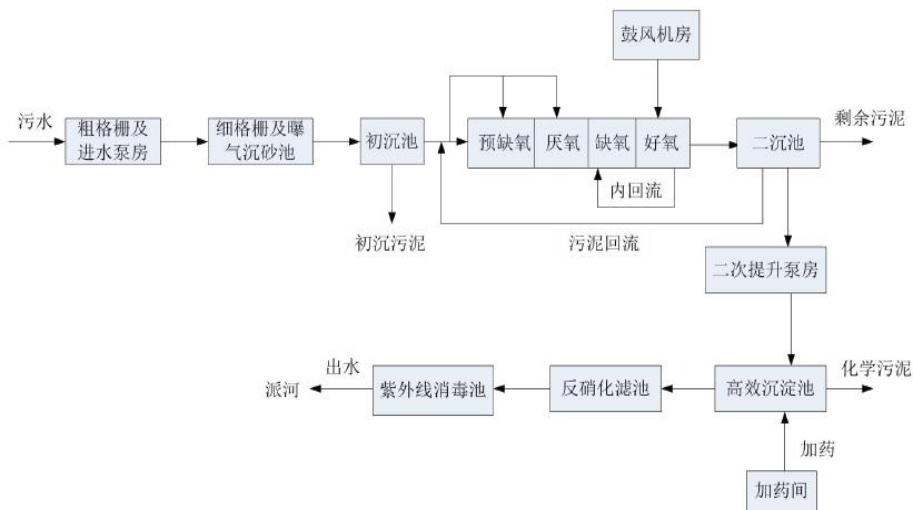 鼓风机房
污水
粗格栅及
进水泵房
细格栅及曝
气沉砂池
初沉池
预缺氧
厌氧
缺氧
好氧
二沉池
剩余污泥
内回流
初沉污泥
污泥回流
二次提升泵房
出水
派河
紫外线消毒池
反硝化滤池
高效沉淀池
化学污泥
加药
加药间